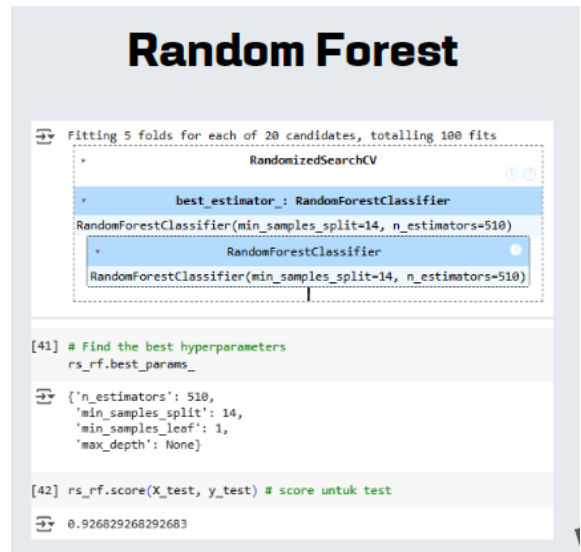 Random Forest
Fitting 5 folds for each of 20 candidates, totalling 100 fits
RandomizedSearchCV
best_estimator_: RandomForestClassifier
RandomForestClassifier(min_samples_split=14, n_estimators=510)
RandomForestClassifier
RandomForestClassifier(min_samples_split=14, n_estimators=510)
[41] # Find the best hyperparameters
rs_rf.best_params_
{'n_estimators': 510,
'min_samples_split': 14,
'min_samples_leaf': 1,
'max_depth': None}
[42] rs_rf.score(X_test, y_test) # score untuk test
0.926829268292683